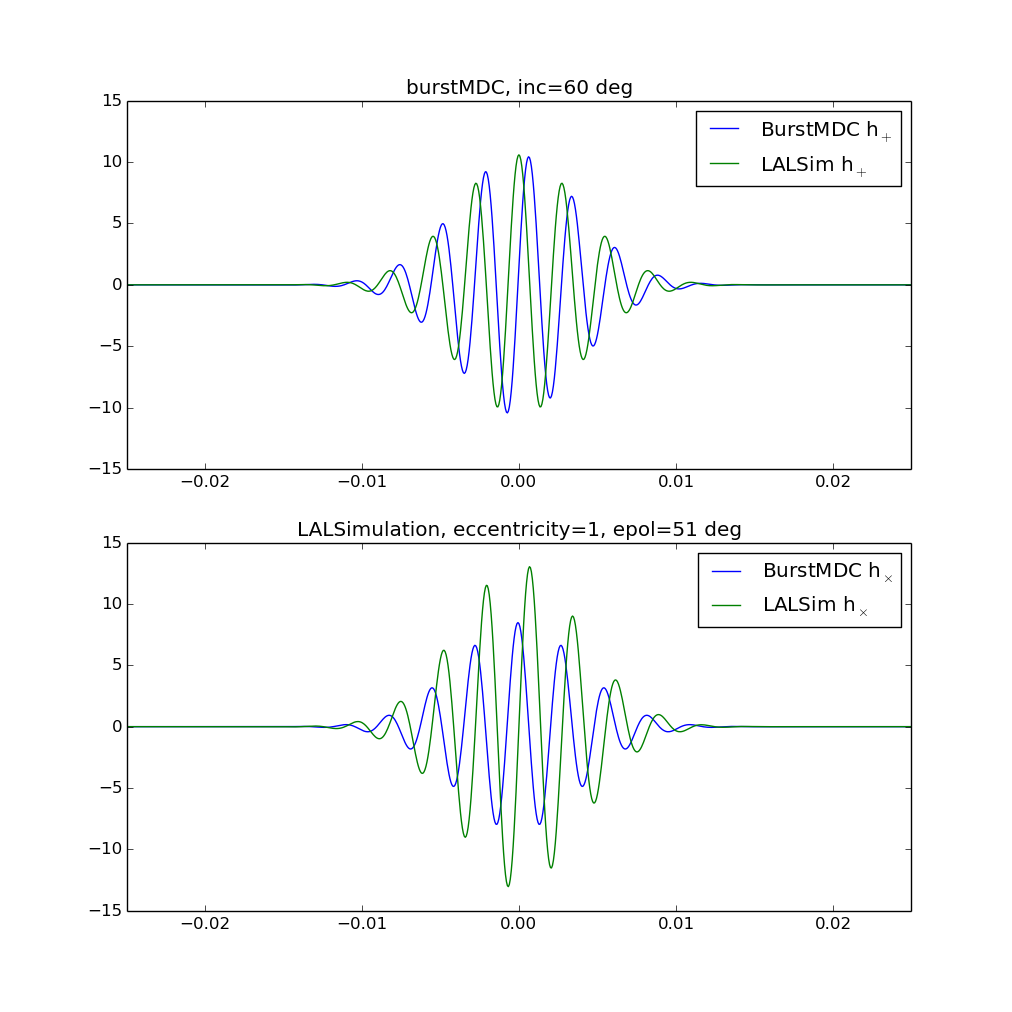 burstMDC, inc=60 deg
15
10
5
0
−5
−10
−15
BurstMDC h+
LALSim h+
−0.02 −0.01 0.00 0.01 0.02
LALSimulation, eccentricity=1, epol=51 deg
15
10
5
0
−5
−10
−15
BurstMDC h×
LALSim h×
−0.02 −0.01 0.00 0.01 0.02